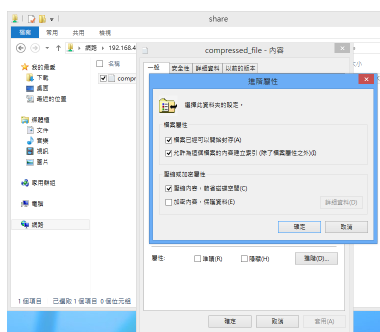 share
檔案 常用 共用 檢視
網路 ▸ 192.168.4
我的最愛
下載
桌面
最近的位置
媒體櫃
文件
音樂
視訊
圖片
家用群組
電腦
網路
名稱
compr
1 個項目 已選取 1 個項目 0 個位元組
compressed_file - 內容
一般 安全性 詳細資料 以前的版本
屬性:
唯讀(R)
隱藏(H)
進階(D)...
確定
取消
套用(A)
進階屬性
選擇此資料夾的設定。
檔案屬性
檔案已經可以開始封存(A)
允許為這個檔案的內容建立索引 (除了檔案屬性之外)(I)
壓縮或加密屬性
壓縮內容，節省磁碟空間(C)
加密內容，保護資料(E)
詳細資料(D)
確定
取消